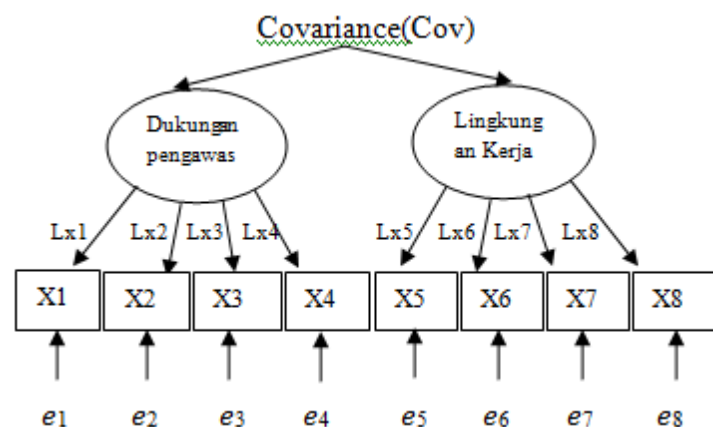 Covariance(Cov)
Dukungan
pengawas
Lingkung
an Kerja
Lx1 Lx2 Lx3 Lx4 Lx5 Lx6 Lx7 Lx8
X1 X2 X3 X4 X5 X6 X7 X8
e1 e2 e3 e4 e5 e6 e7 e8